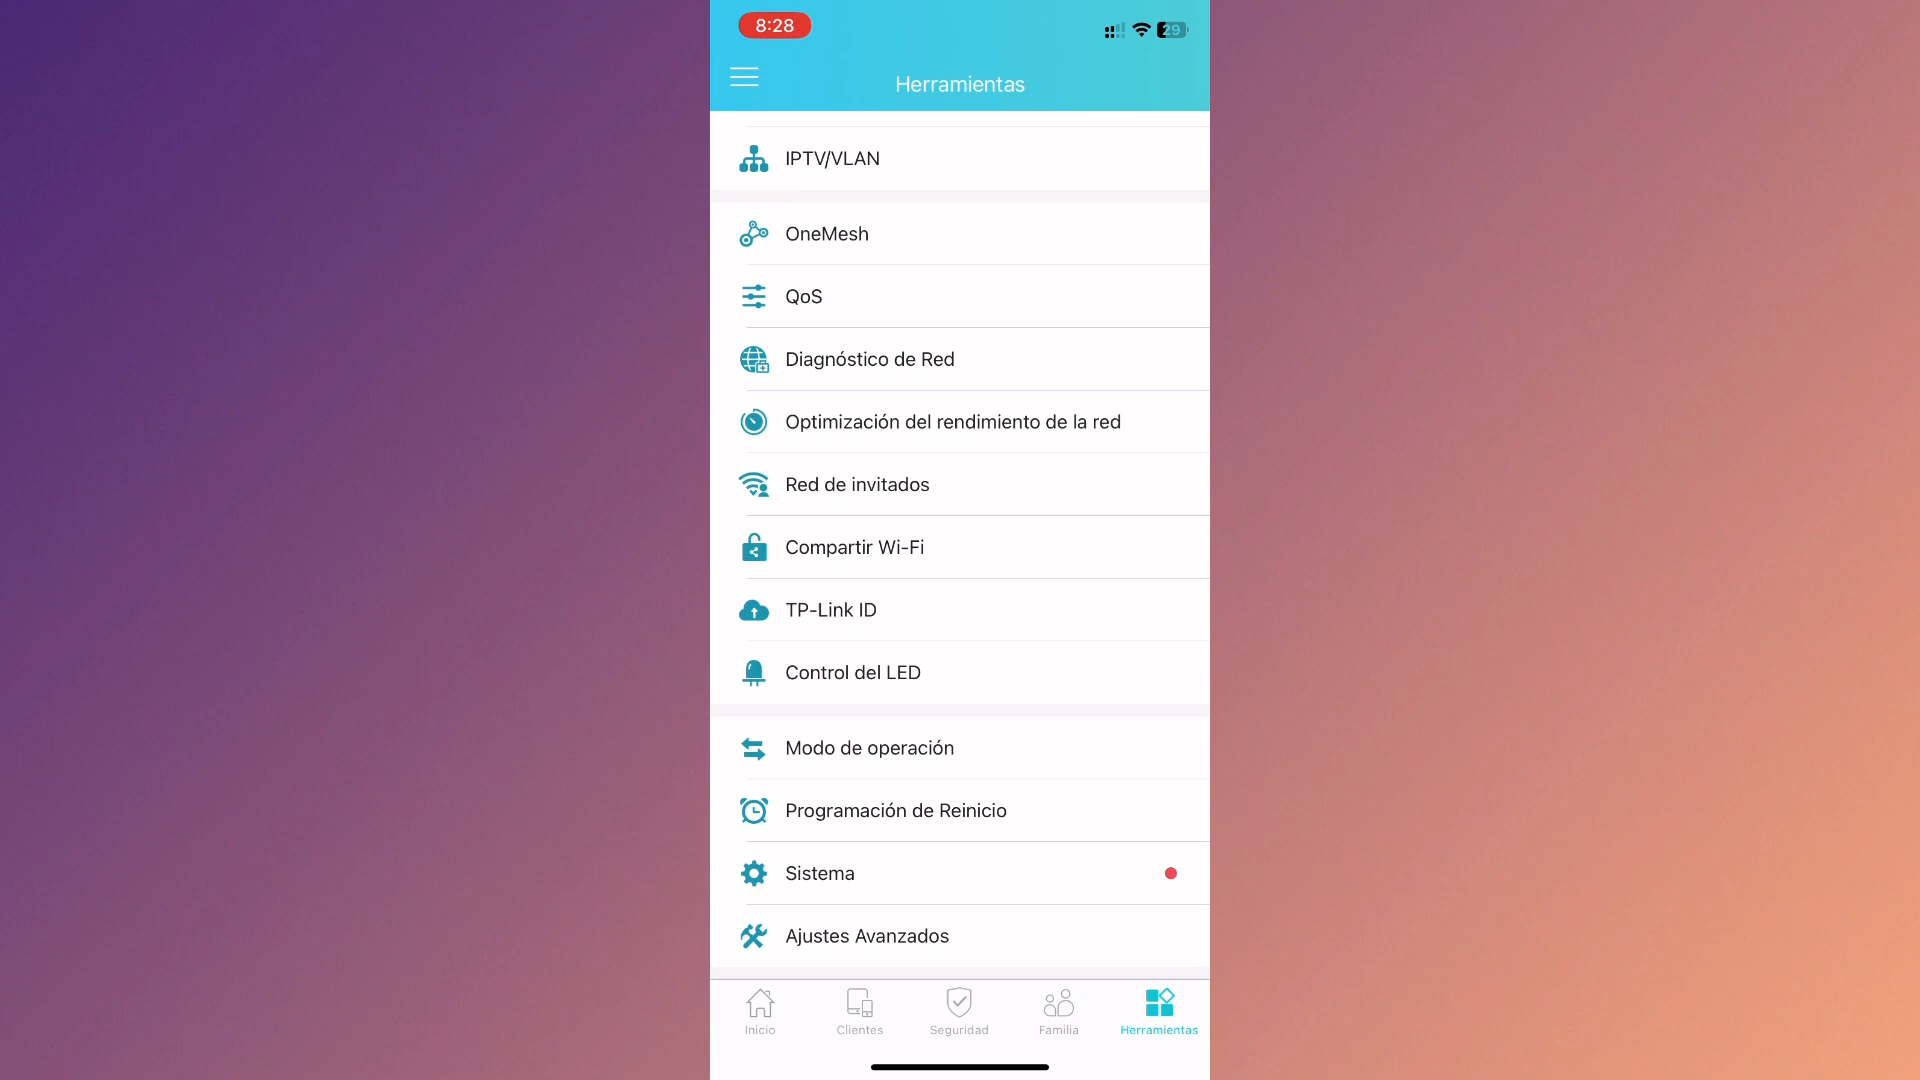 8:28
29
Herramientas
IPTV/VLAN
OneMesh
QoS
Diagnóstico de Red
Optimización del rendimiento de la red
Red de invitados
Compartir Wi-Fi
TP-Link ID
Control del LED
Modo de operación
Programación de Reinicio
Sistema
Ajustes Avanzados
Inicio
Clientes
Seguridad
Familia
Herramientas